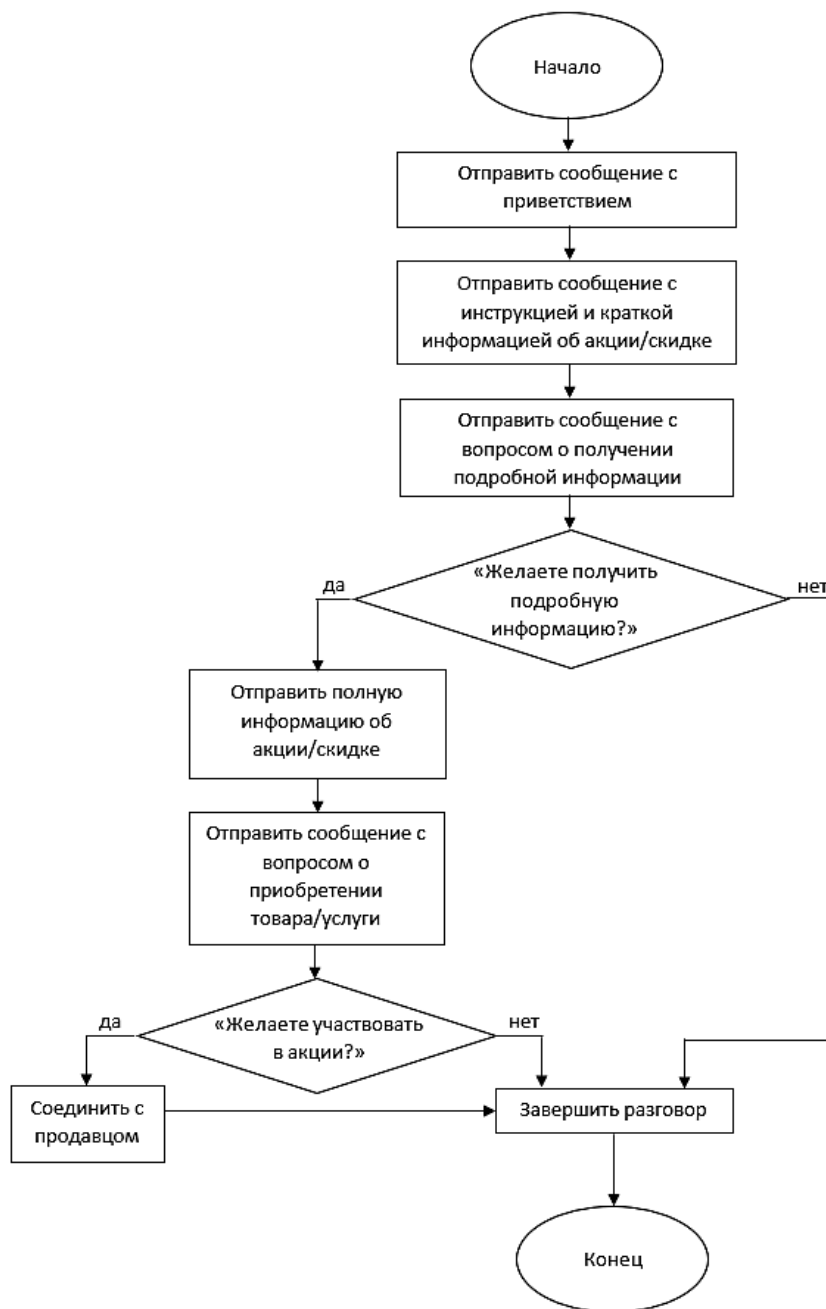 Начало
Отправить сообщение с
приветствием
Отправить сообщение с
инструкцией и краткой
информацией об акции/скидке
Отправить сообщение с
вопросом о получении
подробной информации
«Желаете получить
подробную
информацию?»
да
нет
Отправить полную
информацию об
акции/скидке
Отправить сообщение с
вопросом о
приобретении
товара/услуги
«Желаете участвовать
в акции?»
да
нет
Соединить с
продавцом
Завершить разговор
Конец